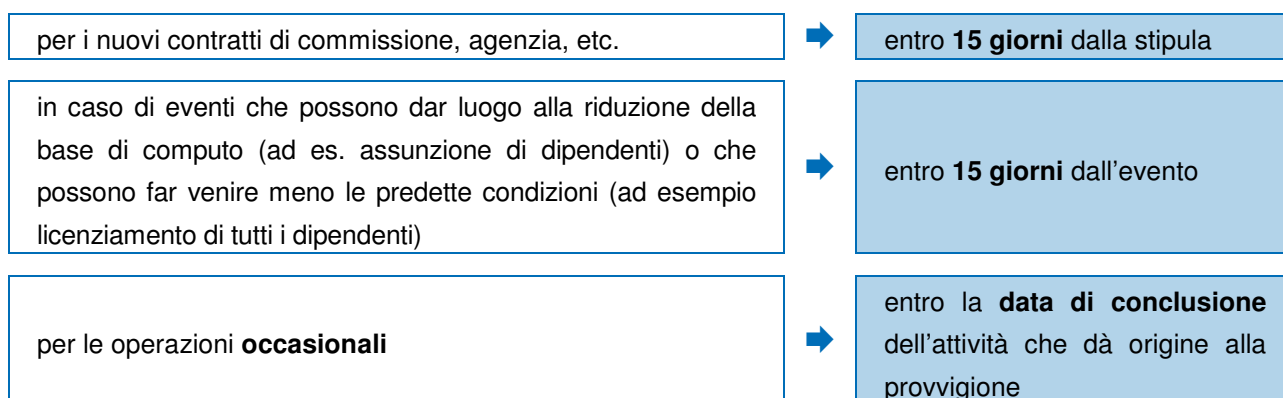 per i nuovi contratti di commissione, agenzia, etc.
entro 15 giorni dalla stipula
in caso di eventi che possono dar luogo alla riduzione della
base di computo (ad es. assunzione di dipendenti) o che
possono far venire meno le predette condizioni (ad esempio
licenziamento di tutti i dipendenti)
entro 15 giorni dall’evento
per le operazioni occasionali
entro la data di conclusione
dell’attività che dà origine alla
provvigione